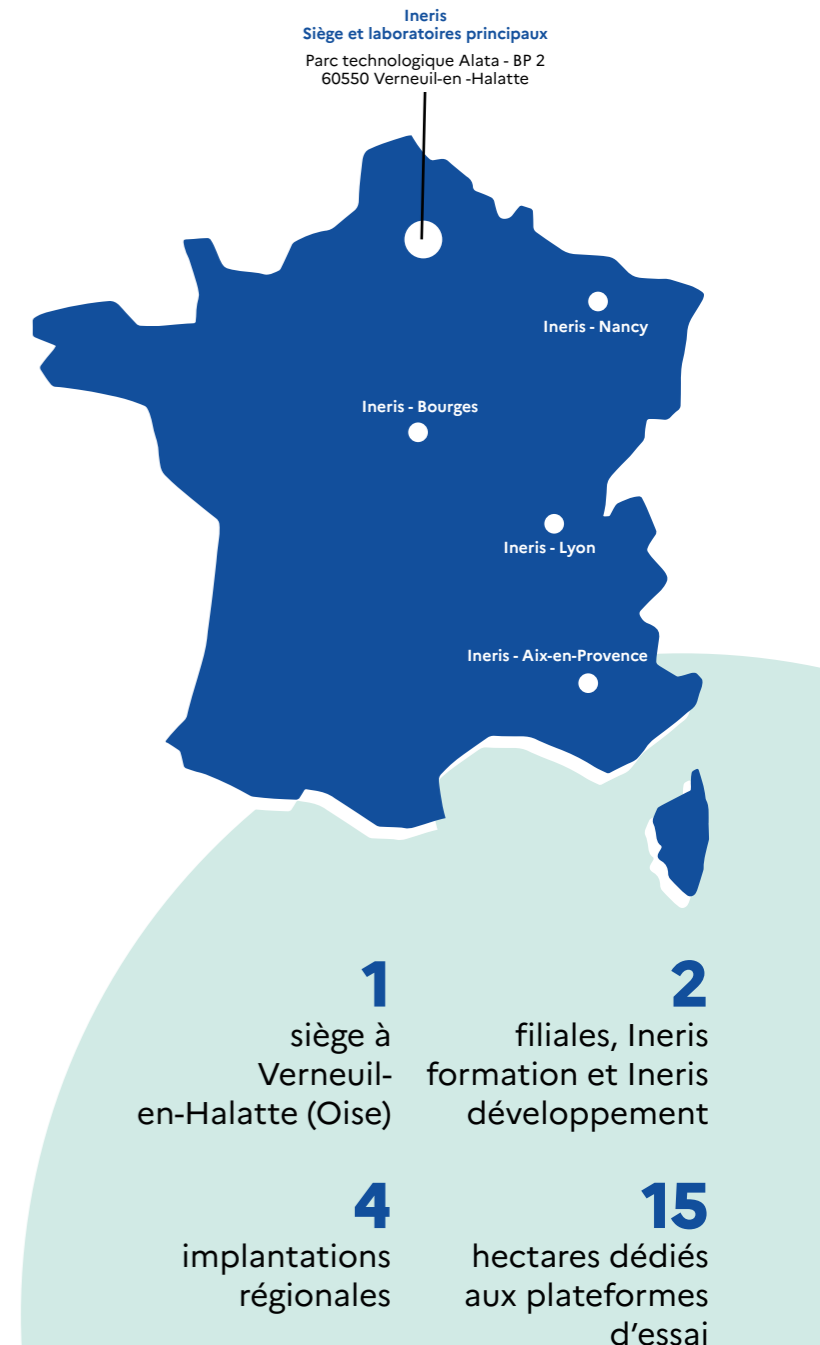 Ineris
Siège et laboratoires principaux
Parc technologique Alata - BP 2
60550 Verneuil-en -Halatte
Ineris - Nancy
Ineris - Bourges
Ineris - Lyon
Ineris - Aix-en-Provence
1
siège à
Verneuil-
en-Halatte (Oise)
2
filiales, Ineris
formation et Ineris
développement
4
implantations
régionales
15
hectares dédiés
aux plateformes
d’essai